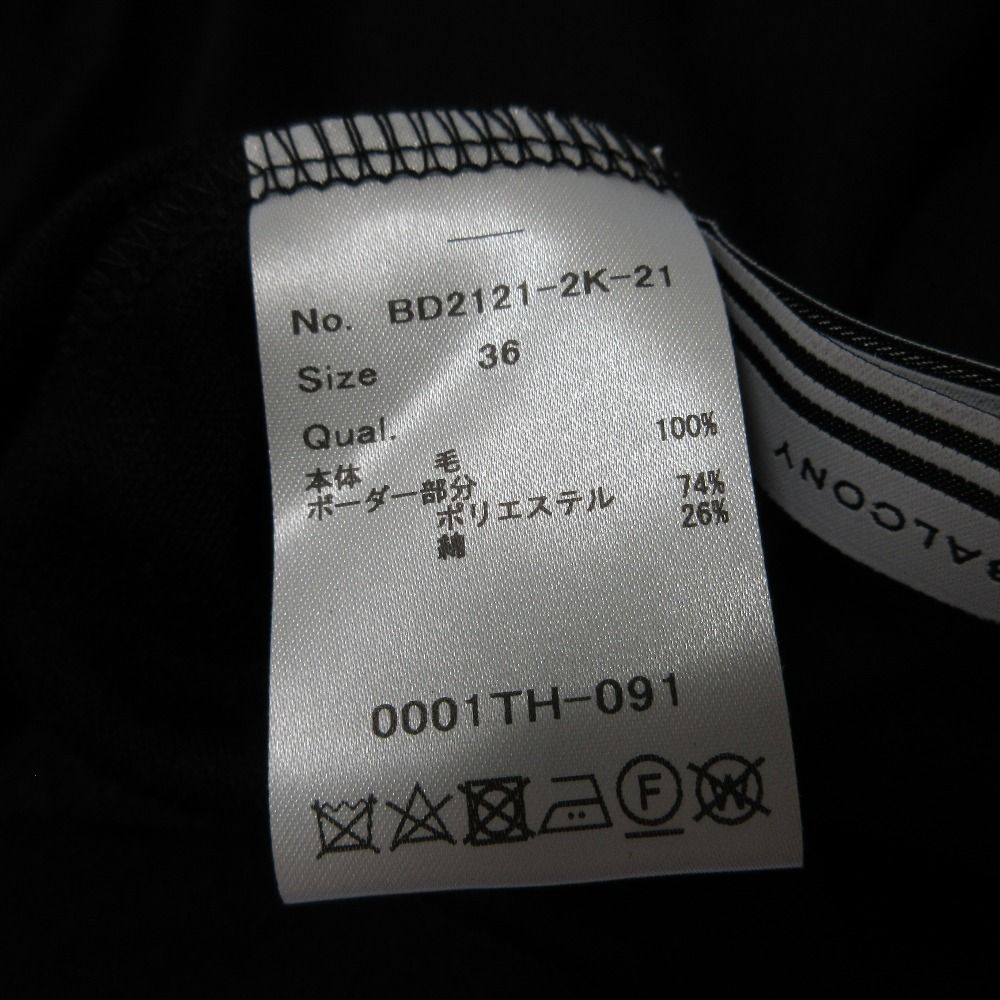 No. BD2121-2K-21
Size 36
Qual.
本体 毛 100%
ボーダー部分
ポリエステル 74%
綿 26%
0001TH-091
F W
BALCONY